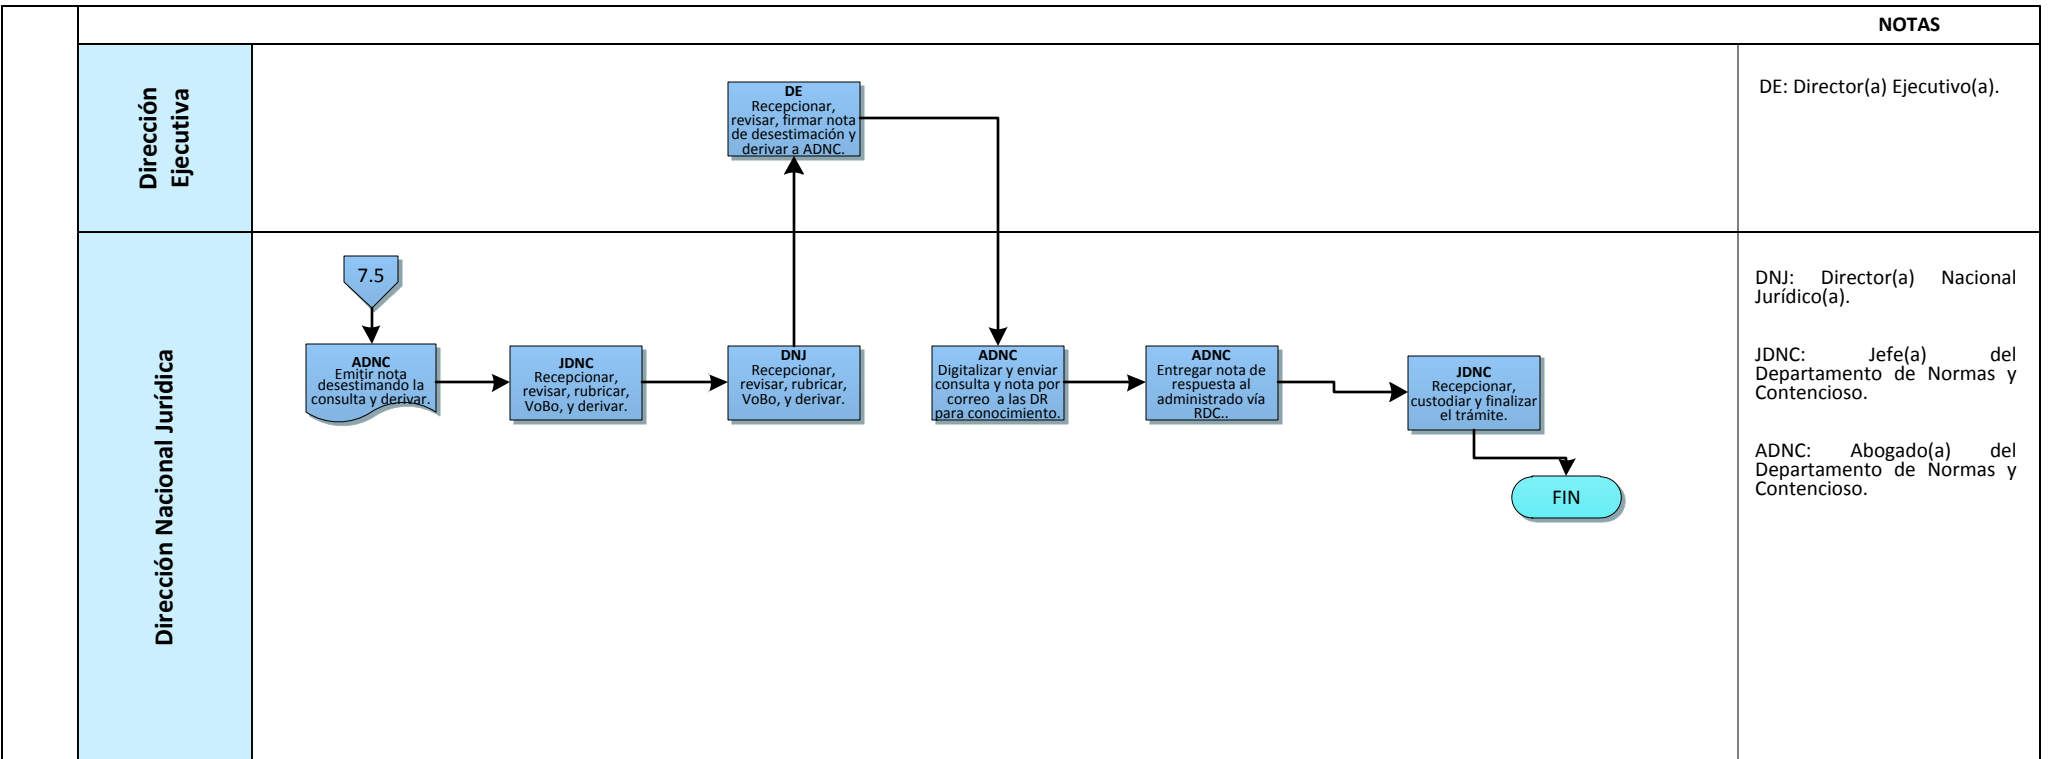 NOTAS
Dirección
Ejecutiva
DE
Recepcionar,
revisar, firmar nota
de desestimación y
derivar a ADNC.
DE: Director(a) Ejecutivo(a).
Dirección Nacional Jurídica
7.5
ADNC
Emitir nota
desestimando la
consulta y derivar.
JDNC
Recepcionar,
revisar, rubricar,
VoBo, y derivar.
DNJ
Recepcionar,
revisar, rubricar,
VoBo, y derivar.
ADNC
Digitalizar y enviar
consulta y nota por
correo a las DR
para conocimiento.
ADNC
Entregar nota de
respuesta al
administrado vía
RDC..
JDNC
Recepcionar,
custodiar y finalizar
el trámite.
FIN
DNJ: Director(a) Nacional
Jurídico(a).
JDNC: Jefe(a) del
Departamento de Normas y
Contencioso.
ADNC: Abogado(a) del
Departamento de Normas y
Contencioso.